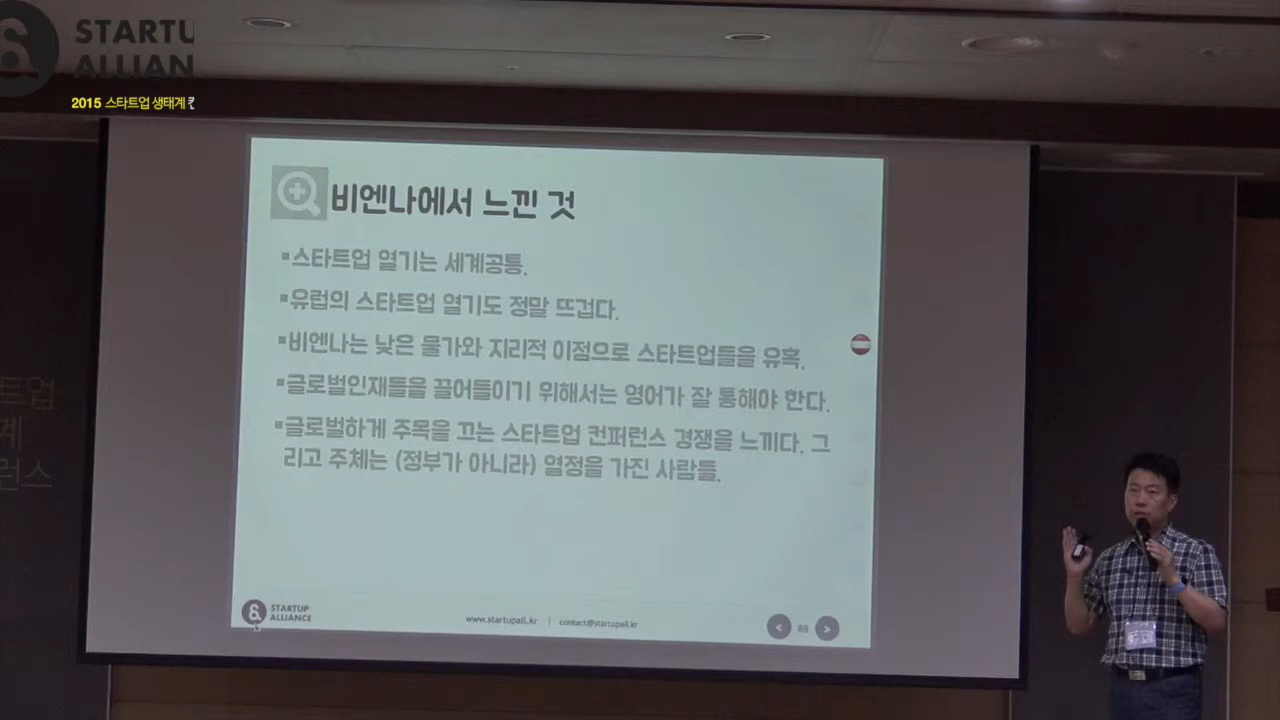 STARTU
ALLIAN
2015 스타트업 생태계 컨
비엔나에서 느낀 것
▪스타트업 열기는 세계공통.
▪유럽의 스타트업 열기도 정말 뜨겁다.
▪비엔나는 낮은 물가와 지리적 이점으로 스타트업들을 유혹.
▪글로벌인재들을 끌어들이기 위해서는 영어가 잘 통해야 한다.
▪글로벌하게 주목을 끄는 스타트업 컨퍼런스 경쟁을 느끼다. 그
리고 주체는 (정부가 아니라) 열정을 가진 사람들.
STARTUP
ALLIANCE
www.startupall.kr | contact@startupall.kr
< 89 >
트업
계
런스